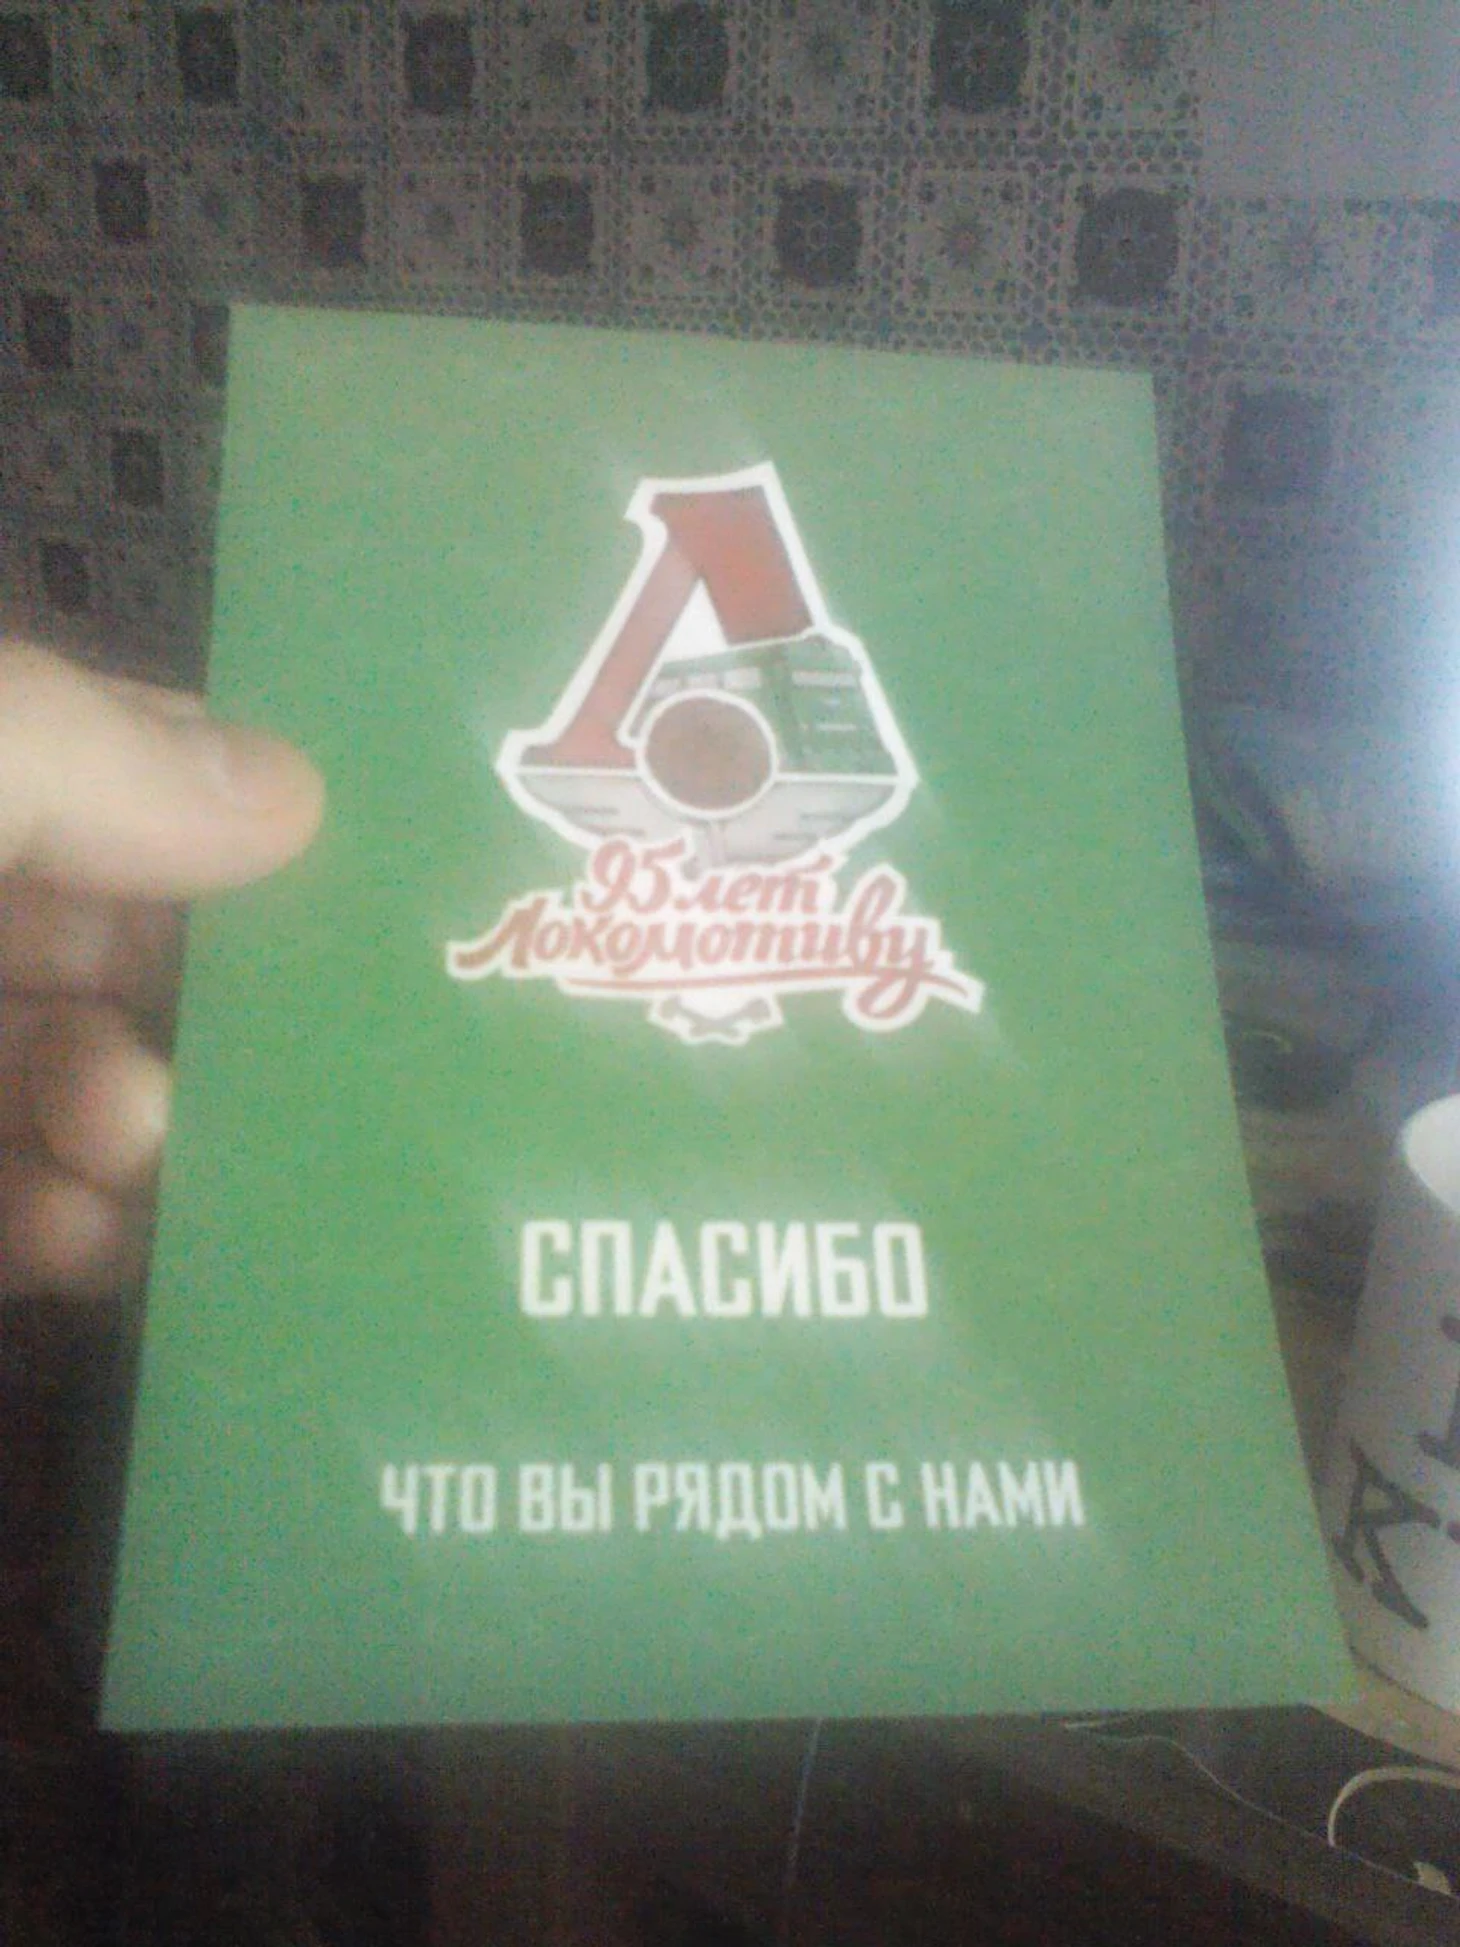 95 лет
Локомотиву
СПАСИБО
ЧТО ВЫ РЯДОМ С НАМИ